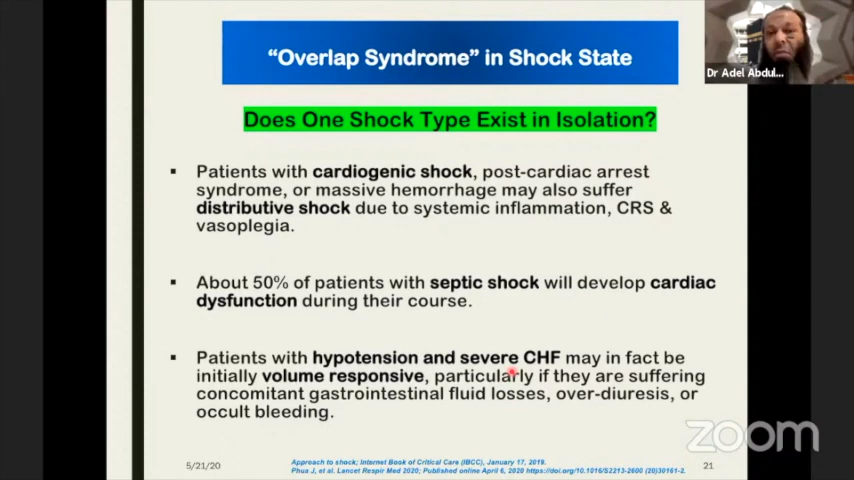 "Overlap Syndrome" in Shock State
Dr Adel Abdul...
Does One Shock Type Exist in Isolation?
▪ Patients with cardiogenic shock, post-cardiac arrest
syndrome, or massive hemorrhage may also suffer
distributive shock due to systemic inflammation, CRS &
vasoplegia.
▪ About 50% of patients with septic shock will develop cardiac
dysfunction during their course.
▪ Patients with hypotension and severe CHF may in fact be
initially volume responsive, particularly if they are suffering
concomitant gastrointestinal fluid losses, over-diuresis, or
occult bleeding.
zoom
5/21/20
Approach to shock; Internet Book of Critical Care (IBCC), January 17, 2019.
Phus J, et al. Lancet Respir Med 2020; Published online April 6, 2020 https://doi.org/10.1016/S2213-2600 (20)30161-2.
21